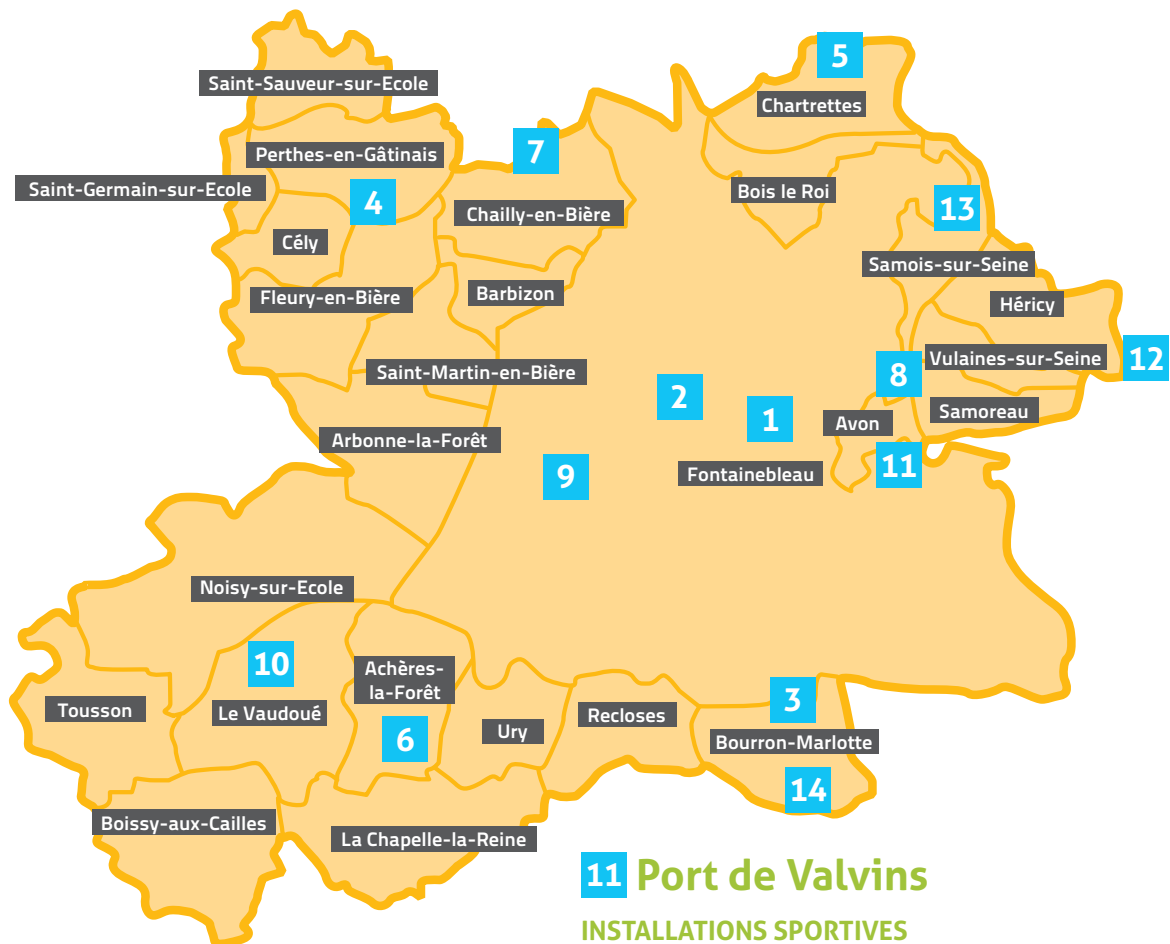 5
Saint-Sauveur-sur-Ecole
Chartrettes
7
Perthes-en-Gâtinais
Saint-Germain-sur-Ecole
Bois le Roi
4
13
Chailly-en-Bière
Cély
Samois-sur-Seine
Fleury-en-Bière
Barbizon
Héricy
Vulaines-sur-Seine
12
Saint-Martin-en-Bière
8
2
Samoreau
1
Avon
Arbonne-la-Forêt
11
9
Fontainebleau
Noisy-sur-Ecole
10
Achères-
la-Forêt
3
Tousson
Le Vaudoué
Recloses
Ury
6
Bourron-Marlotte
14
Boissy-aux-Cailles
La Chapelle-la-Reine
11 Port de Valvins
INSTALLATIONS SPORTIVES